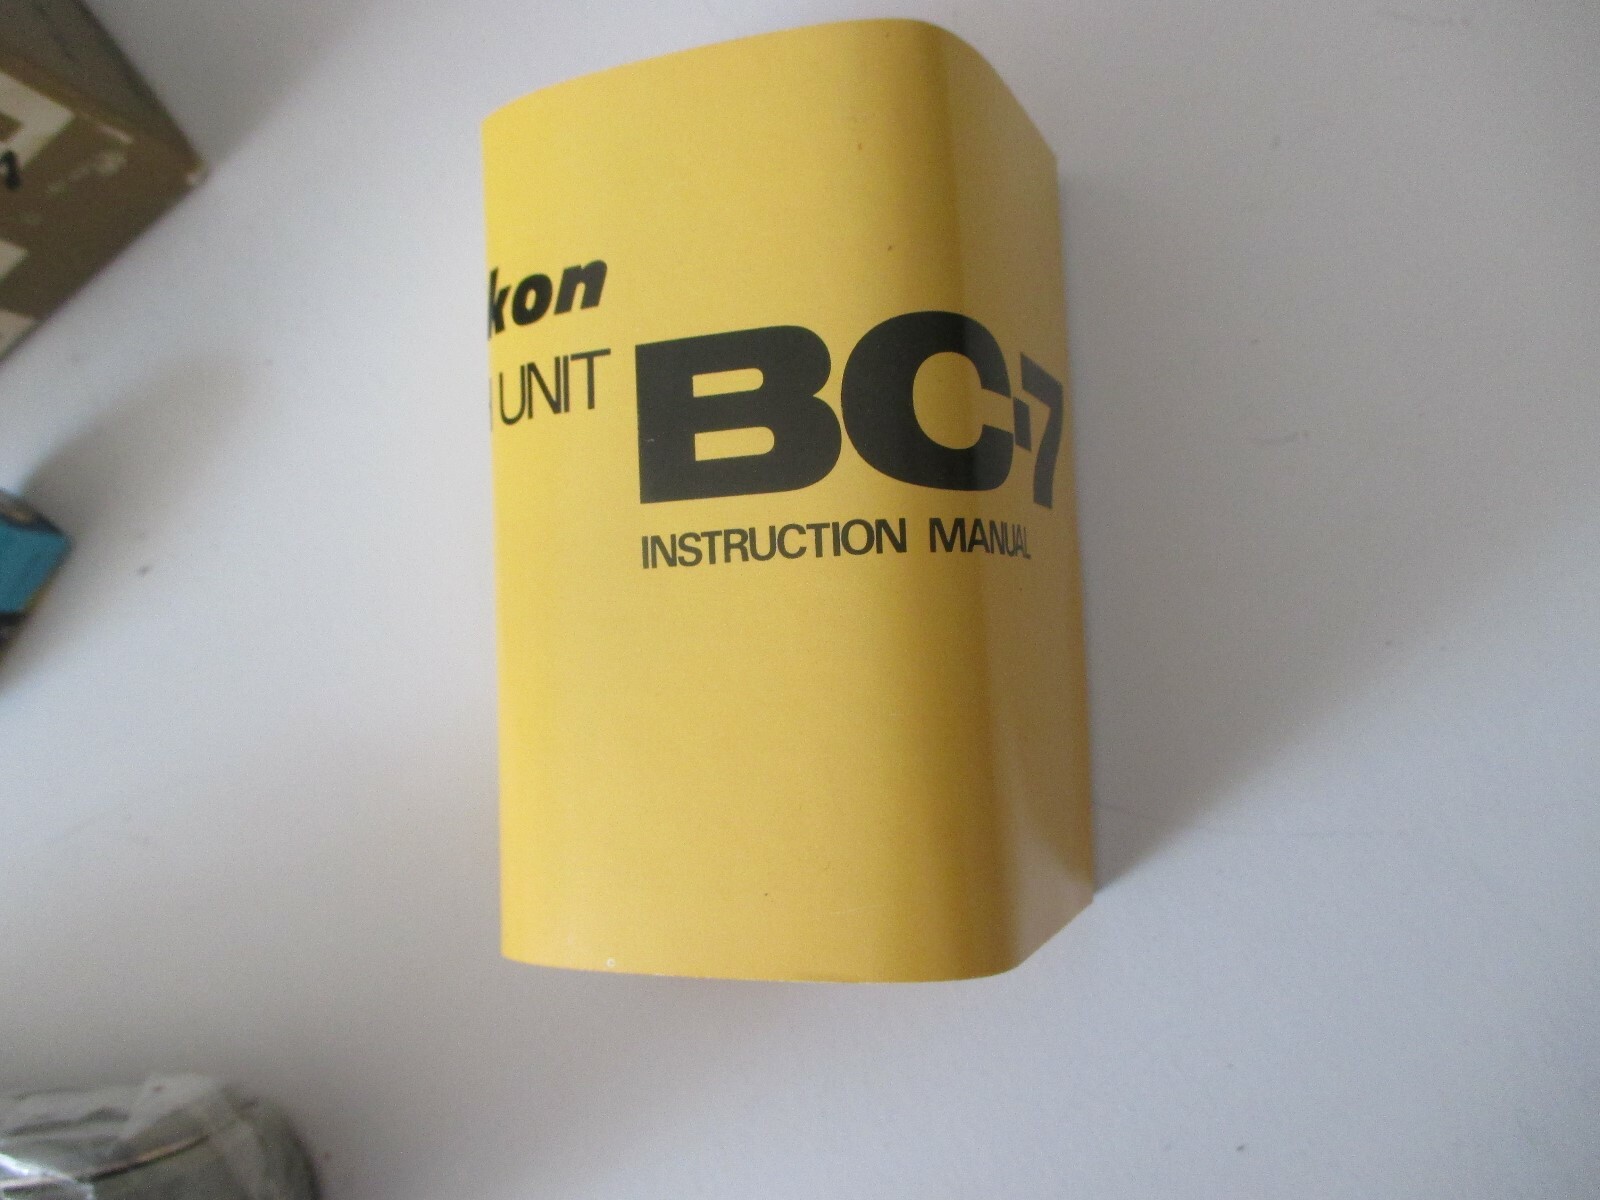 kon
UNIT BC-7
INSTRUCTION MANUAL